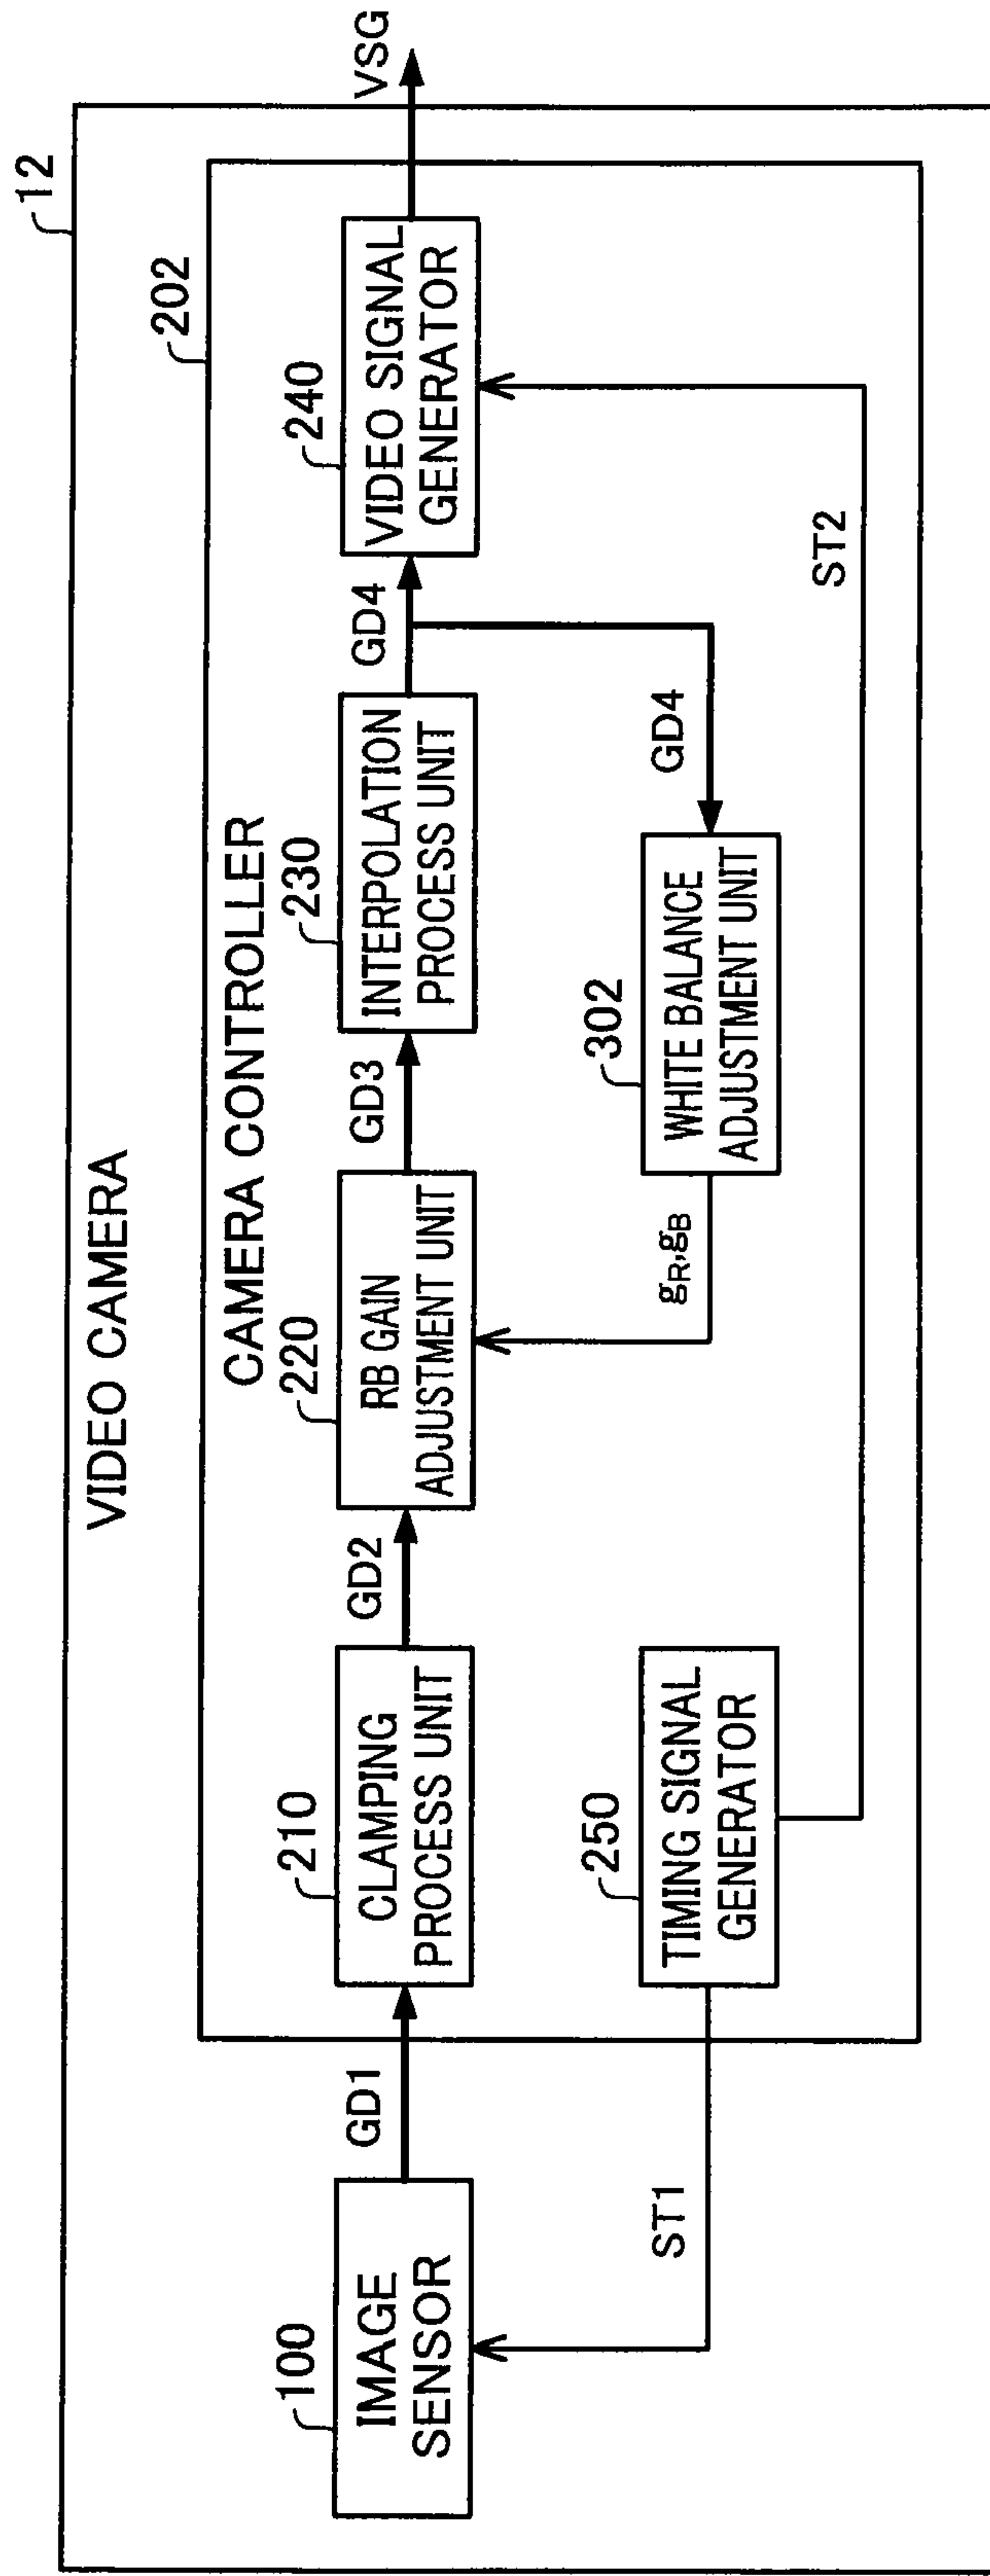 12
VIDEO CAMERA
202
CAMERA CONTROLLER
100
IMAGE
SENSOR
GD1
210
CLAMPING
PROCESS UNIT
GD2
220
RB GAIN
ADJUSTMENT UNIT
GD3
230
INTERPOLATION
PROCESS UNIT
GD4
240
VIDEO SIGNAL
GENERATOR
VSG
ST1
250
TIMING SIGNAL
GENERATOR
gR,gB
302
WHITE BALANCE
ADJUSTMENT UNIT
GD4
ST2